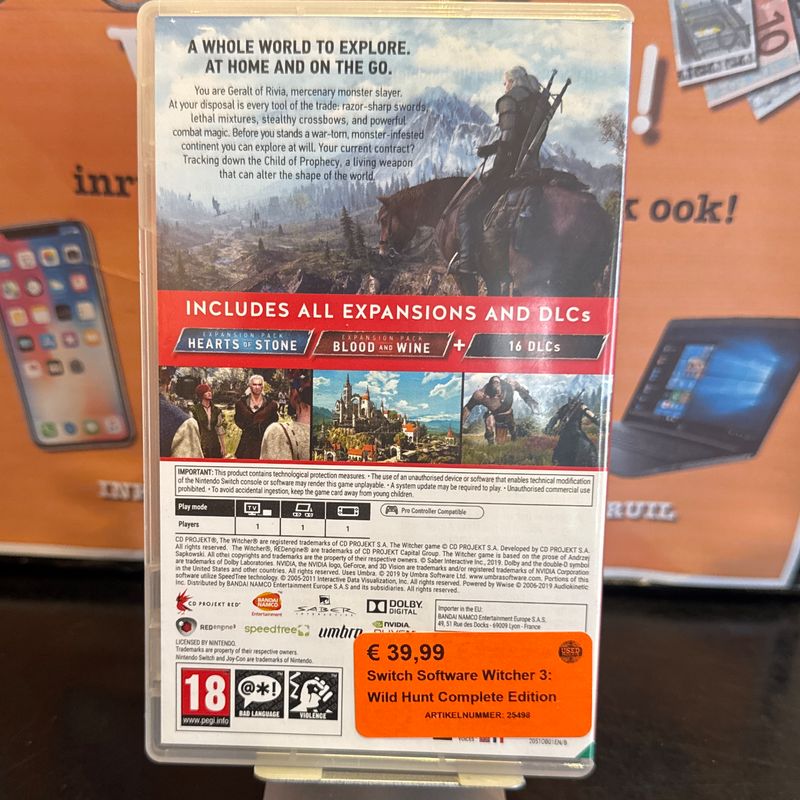 A WHOLE WORLD TO EXPLORE.
AT HOME AND ON THE GO.
You are Geralt of Rivia, mercenary monster slayer.
At your disposal is every tool of the trade: razor-sharp swords,
lethal mixtures, stealthy crossbows, and powerful
combat magic. Before you stands a war-torn, monster-infested
continent you can explore at will. Your current contract?
Tracking down the Child of Prophecy, a living weapon
that can alter the shape of the world.
10
inr
k ook!
INCLUDES ALL EXPANSIONS AND DLCs
EXPANSION PACK
HEARTS OF STONE
EXPANSION PACK
BLOOD AND WINE
+
16 DLCs
IMPORTANT: This product contains technological protection measures. • The use of an unauthorised device or software that enables technical modification
of the Nintendo Switch console or software may render this game unplayable. • A system update may be required to play. • Unauthorised commercial use
prohibited. • To avoid accidental ingestion, keep the game card away from young children.
INR
RUIL
Play mode
TV
Pro Controller Compatible
Players 1 1 1
CD PROJEKT®, The Witcher® are registered trademarks of CD PROJEKT S.A. The Witcher game © CD PROJEKT S.A. Developed by CD PROJEKT S.A.
All rights reserved. The Witcher®, REDengine® are trademarks of CD PROJEKT Capital Group. The Witcher game is based on the prose of Andrzej
Sapkowski. All other copyrights and trademarks are the property of their respective owners. © Saber Interactive Inc., 2019. Dolby and the double-D symbol
are trademarks of Dolby Laboratories. NVIDIA, the NVIDIA logo, GeForce, and 3D Vision are trademarks and/or registered trademarks of NVIDIA Corporation
in the United States and other countries. All rights reserved. Uses Umbra. © 2019 by Umbra Software Ltd. www.umbrasoftware.com. Portions of this
software utilize SpeedTree technology. © 2005-2011 Interactive Data Visualization, Inc. All rights reserved. Powered by Wwise © 2006-2019 Audiokinetic
Inc. Distributed by BANDAI NAMCO Entertainment Europe S.A.S and its subsidiaries. All rights reserved.
CD PROJEKT RED
BANDAI NAMCO
Entertainment
SABER
INTERACTIVE
DOLBY
DIGITAL
Importer in the EU:
BANDAI NAMCO Entertainment Europe S.A.S.
49, 51 Rue des Docks - 69009 Lyon - France
REDengine3
speedtree
umbra
NVIDIA
LICENSED BY NINTENDO.
Trademarks are property of their respective owners.
Nintendo Switch and Joy-Con are trademarks of Nintendo.
18
www.pegi.info
@*!
BAD LANGUAGE
VIOLENCE
€ 39,99
USED
Switch Software Witcher 3:
Wild Hunt Complete Edition
ARTIKELNUMMER: 25498